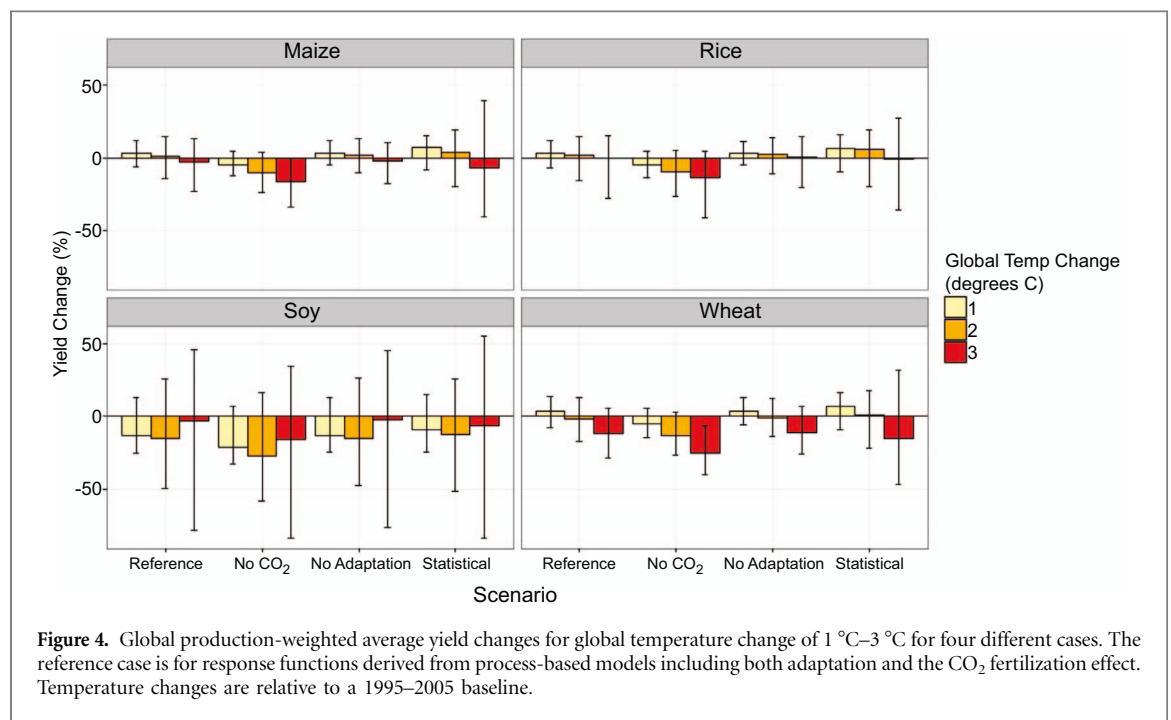 Maize
Rice
50
0
-50
Soy
Wheat
50
0
-50
Yield Change (%)
Reference No CO₂ No Adaptation Statistical
Reference No CO₂ No Adaptation Statistical
Scenario
Global Temp Change
(degrees C)
1
2
3
Figure 4. Global production-weighted average yield changes for global temperature change of 1 °C–3 °C for four different cases. The
reference case is for response functions derived from process-based models including both adaptation and the CO₂ fertilization effect.
Temperature changes are relative to a 1995–2005 baseline.